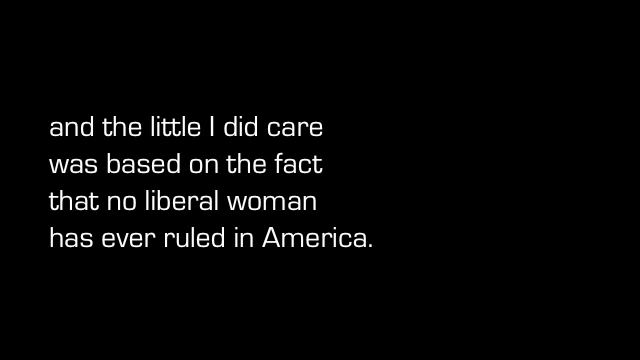 and the little I did care
was based on the fact
that no liberal woman
has ever ruled in America.